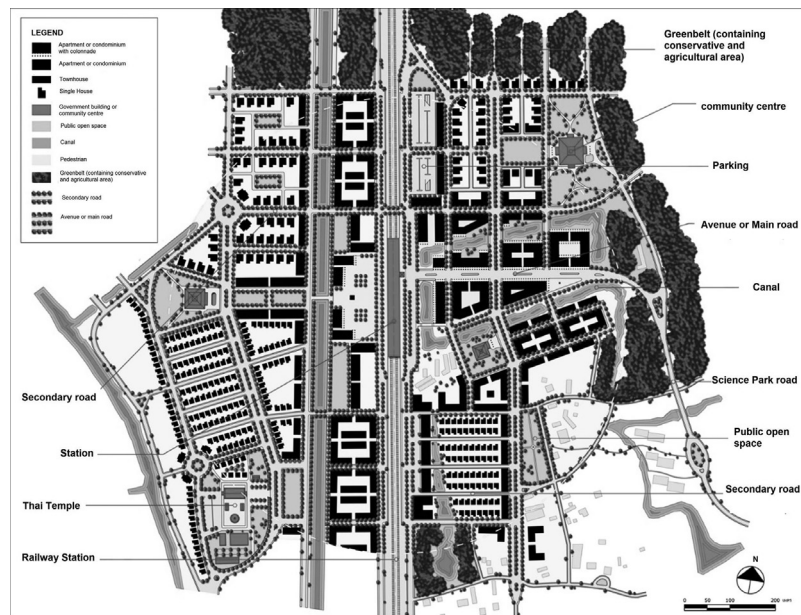 LEGEND
Apartment or condominium
with colonnade
Apartment or condominium
Townhouse
Single House
Government building or
community centre
Public open space
Canal
Pedestrian
Greenbelt (containing conservative
and agricultural area)
Secondary road
Avenue or main road
Greenbelt (containing
conservative and
agricultural area)
community centre
Parking
Avenue or Main road
Canal
Science Park road
Public open
space
Secondary road
Secondary road
Station
Thai Temple
Railway Station
N
0 50 100 200